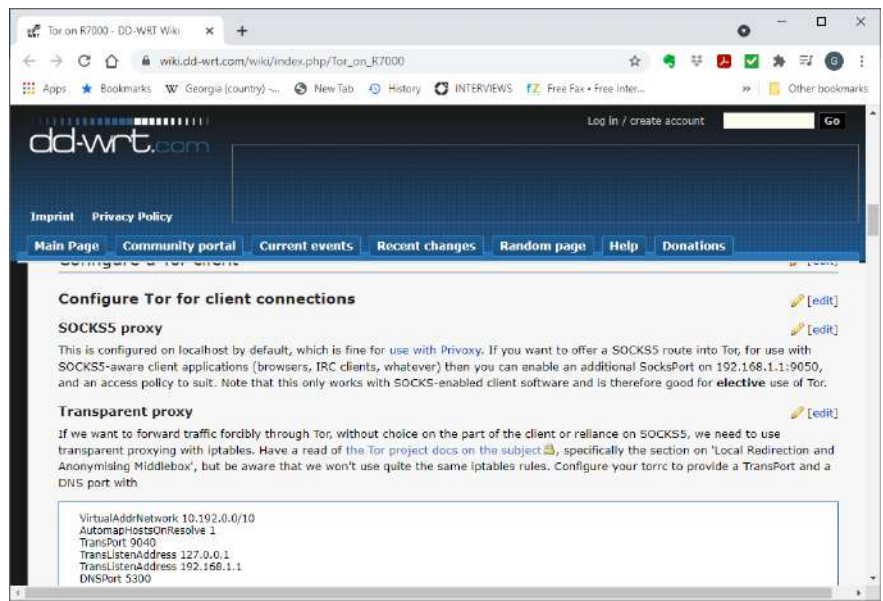 Tor on R7000 - DD-WRT Wiki
wiki.dd-wrt.com/wiki/index.php/Tor_on_R7000
G
Apps Bookmarks W Georgia (country) -... New Tab History INTERVIEWS FZ Free Fax • Free Inter... » Other bookmarks
dd-wrt.com
Log in / create account Go
Imprint Privacy Policy
Main Page Community portal Current events Recent changes Random page Help Donations
Configure a Tor client [edit]
Configure Tor for client connections [edit]
SOCKS5 proxy [edit]
This is configured on localhost by default, which is fine for use with Privoxy. If you want to offer a SOCKS5 route into Tor, for use with
SOCKS5-aware client applications (browsers, IRC clients, whatever) then you can enable an additional SocksPort on 192.168.1.1:9050,
and an access policy to suit. Note that this only works with SOCKS-enabled client software and is therefore good for elective use of Tor.
Transparent proxy [edit]
If we want to forward traffic forcibly through Tor, without choice on the part of the client or reliance on SOCKS5, we need to use
transparent proxying with iptables. Have a read of the Tor project docs on the subject, specifically the section on 'Local Redirection and
Anonymising Middlebox', but be aware that we won't use quite the same iptables rules. Configure your torrc to provide a TransPort and a
DNS port with
VirtualAddrNetwork 10.192.0.0/10
AutomapHostsOnResolve 1
TransPort 9040
TransListenAddress 127.0.0.1
TransListenAddress 192.168.1.1
DNSPort 5300